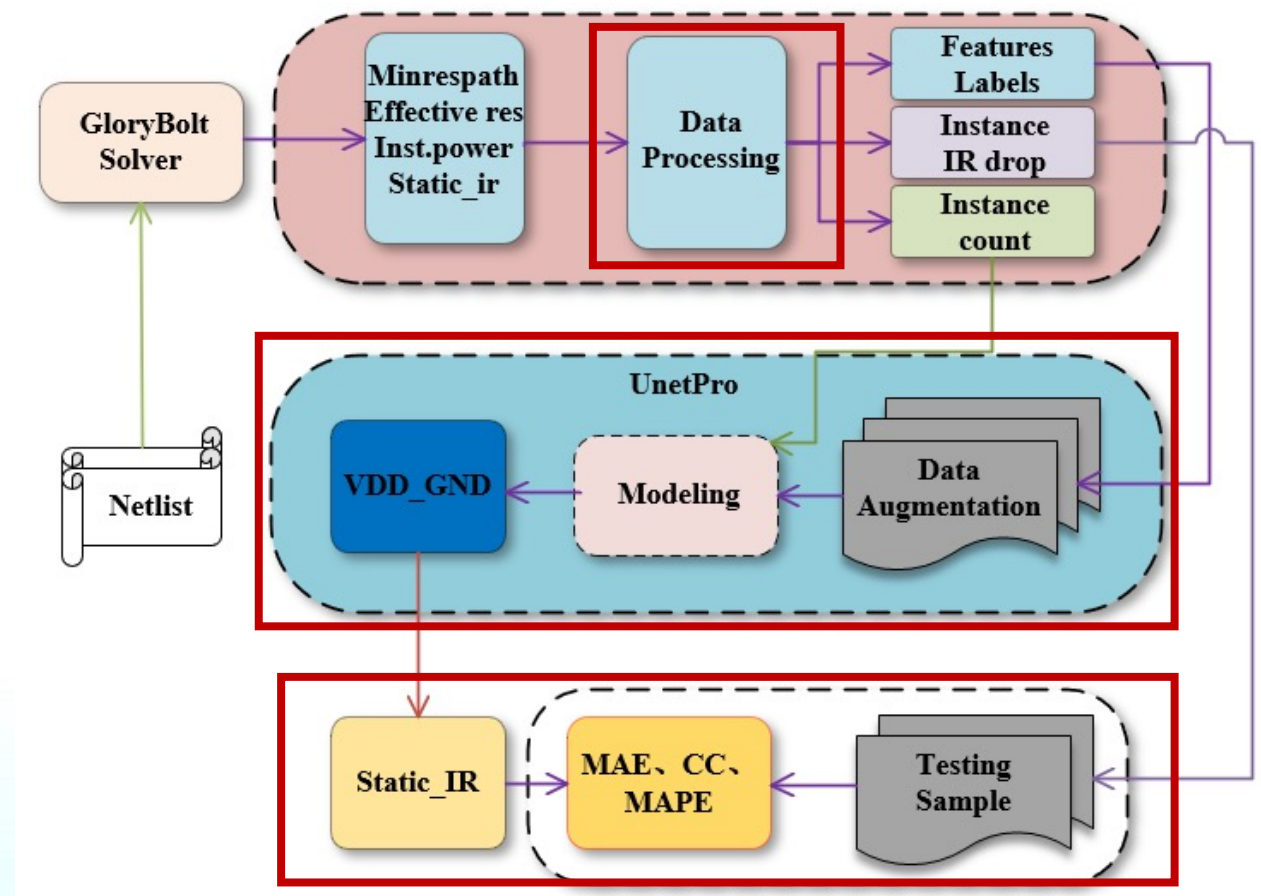 GloryBolt
Solver
Minrespath
Effective res
Inst.power
Static_ir
Data
Processing
Features
Labels
Instance
IR drop
Instance
count
Netlist
UnetPro
VDD_GND
Modeling
Data
Augmentation
Static_IR
MAE、CC、
MAPE
Testing
Sample